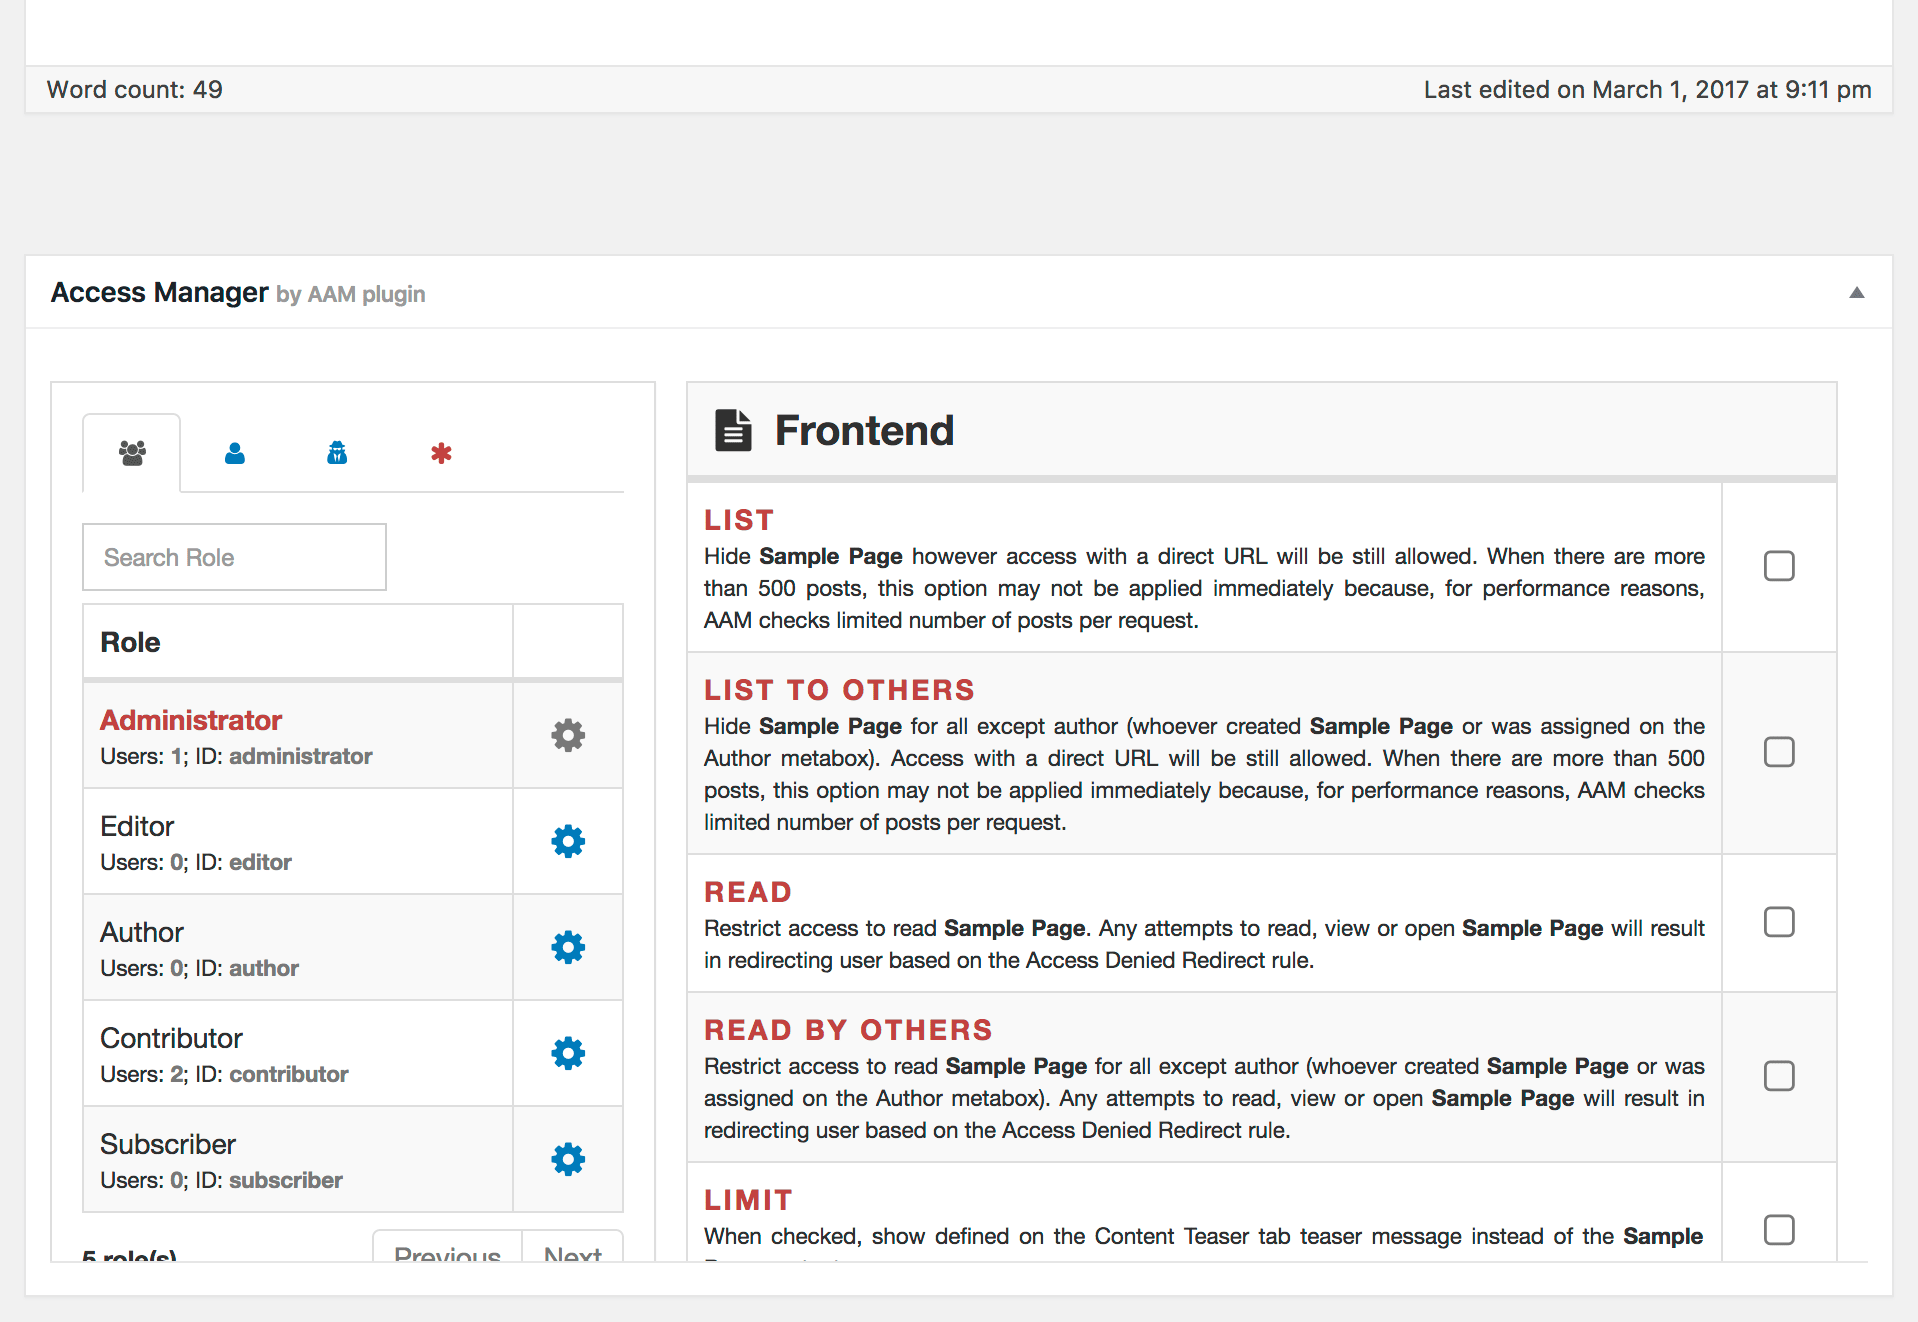 Word count: 49
Last edited on March 1, 2017 at 9:11 pm
Access Manager by AAM plugin
Search Role
Role
Administrator
Users: 1; ID: administrator
Editor
Users: 0; ID: editor
Author
Users: 0; ID: author
Contributor
Users: 2; ID: contributor
Subscriber
Users: 0; ID: subscriber
5 role(s)
Previous
Next
Frontend
LIST
Hide Sample Page however access with a direct URL will be still allowed. When there are more
than 500 posts, this option may not be applied immediately because, for performance reasons,
AAM checks limited number of posts per request.
LIST TO OTHERS
Hide Sample Page for all except author (whoever created Sample Page or was assigned on the
Author metabox). Access with a direct URL will be still allowed. When there are more than 500
posts, this option may not be applied immediately because, for performance reasons, AAM checks
limited number of posts per request.
READ
Restrict access to read Sample Page. Any attempts to read, view or open Sample Page will result
in redirecting user based on the Access Denied Redirect rule.
READ BY OTHERS
Restrict access to read Sample Page for all except author (whoever created Sample Page or was
assigned on the Author metabox). Any attempts to read, view or open Sample Page will result in
redirecting user based on the Access Denied Redirect rule.
LIMIT
When checked, show defined on the Content Teaser tab teaser message instead of the Sample